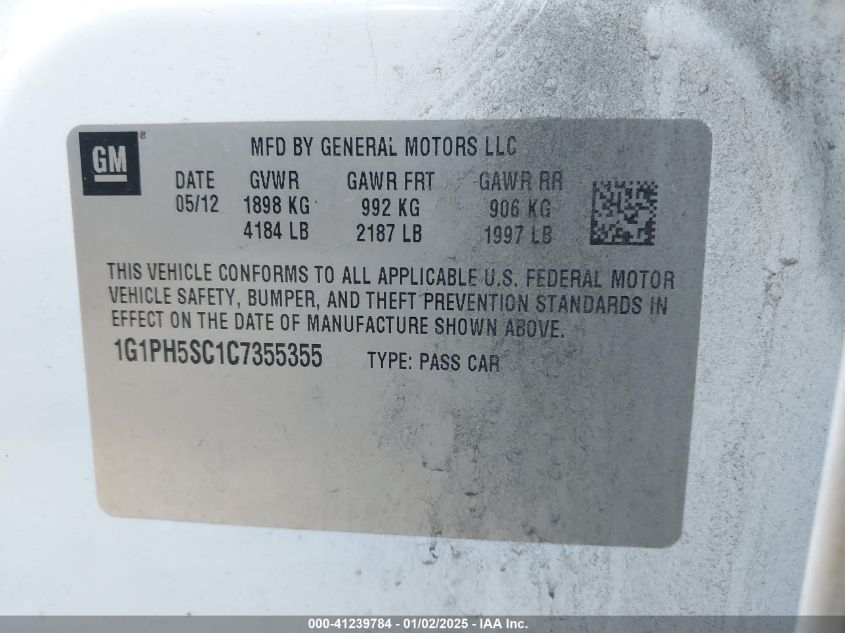 GM ®
MFD BY GENERAL MOTORS LLC
DATE GVWR GAWR FRT GAWR RR
05/12 1898 KG 992 KG 906 KG
4184 LB 2187 LB 1997 LB
THIS VEHICLE CONFORMS TO ALL APPLICABLE U.S. FEDERAL MOTOR
VEHICLE SAFETY, BUMPER, AND THEFT PREVENTION STANDARDS IN
EFFECT ON THE DATE OF MANUFACTURE SHOWN ABOVE.
1G1PH5SC1C7355355 TYPE: PASS CAR
000-41239784 - 01/02/2025 - IAA Inc.